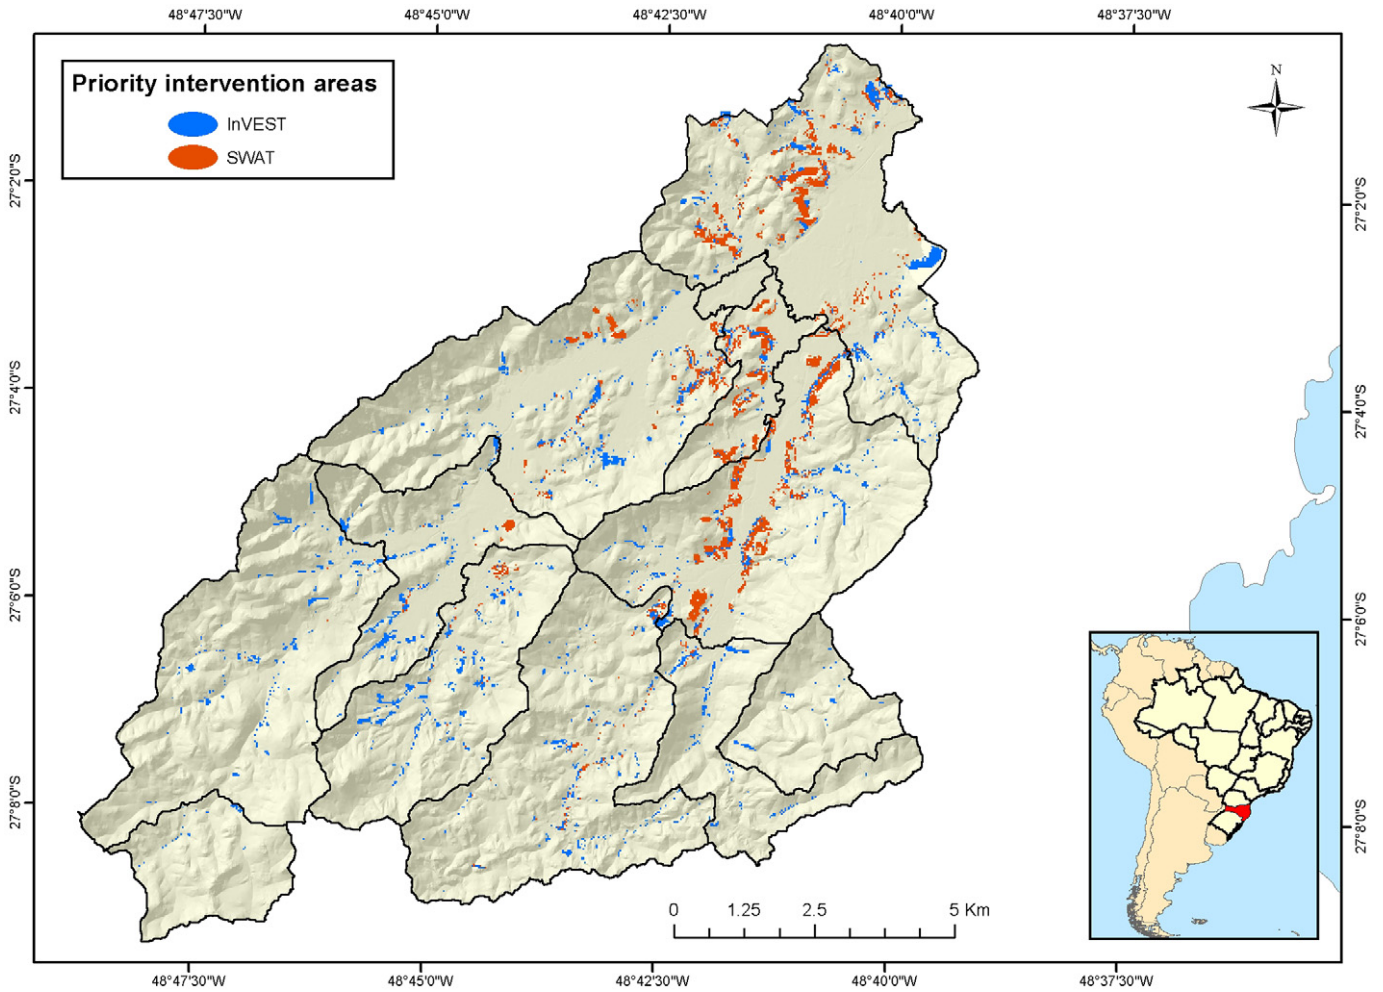 48°47'30"W 48°45'0"W 48°42'30"W 48°40'0"W 48°37'30"W
Priority intervention areas
InVEST
SWAT
N
27°2'0"S 27°2'0"S
27°4'0"S 27°4'0"S
27°6'0"S 27°6'0"S
27°8'0"S 27°8'0"S
0 1.25 2.5 5 Km
48°47'30"W 48°45'0"W 48°42'30"W 48°40'0"W 48°37'30"W